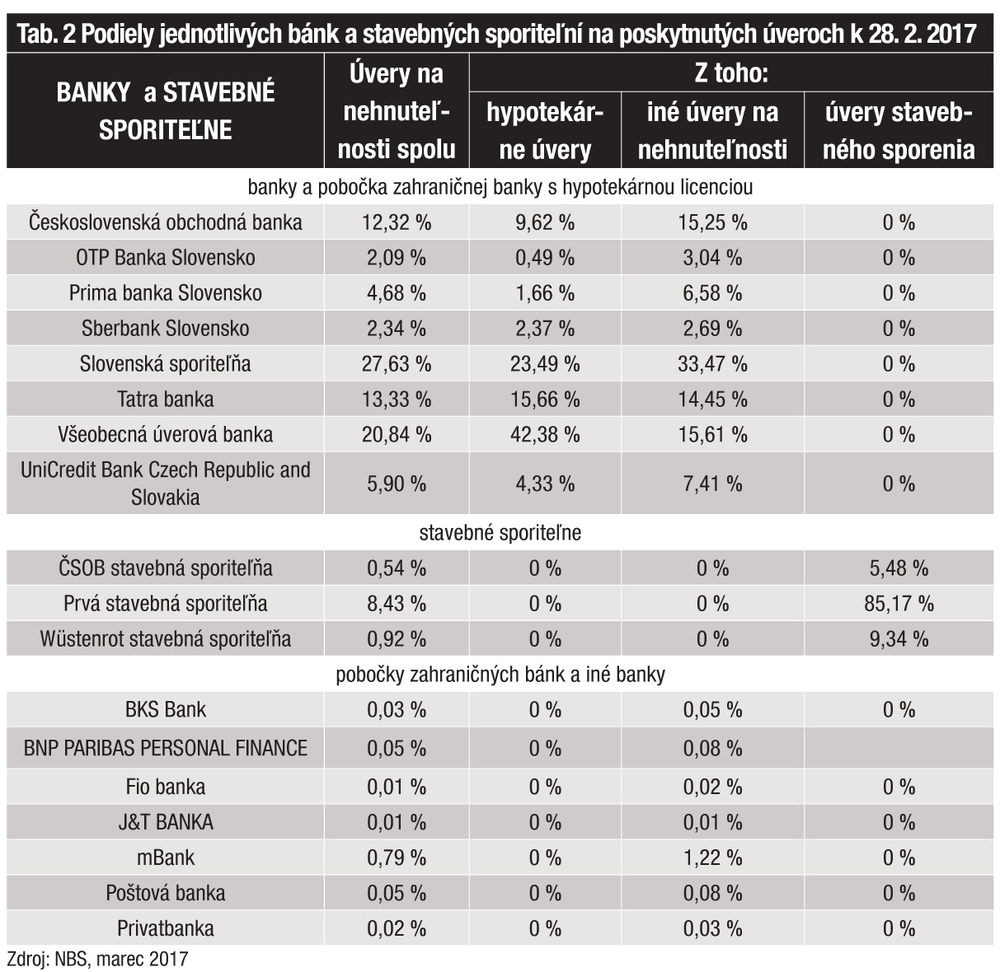 Tab. 2 Podiely jednotlivých bánk a stavebných sporiteľní na poskytnutých úveroch k 28. 2. 2017
BANKY a STAVEBNÉ
SPORITEĽNE
Úvery na
nehnuteľ-
nosti spolu
Z toho:
hypotekár-
ne úvery
iné úvery na
nehnuteľnosti
úvery staveb-
ného sporenia
banky a pobočka zahraničnej banky s hypotekárnou licenciou
Československá obchodná banka 12,32 % 9,62 % 15,25 % 0 %
OTP Banka Slovensko 2,09 % 0,49 % 3,04 % 0 %
Prima banka Slovensko 4,68 % 1,66 % 6,58 % 0 %
Sberbank Slovensko 2,34 % 2,37 % 2,69 % 0 %
Slovenská sporiteľňa 27,63 % 23,49 % 33,47 % 0 %
Tatra banka 13,33 % 15,66 % 14,45 % 0 %
Všeobecná úverová banka 20,84 % 42,38 % 15,61 % 0 %
UniCredit Bank Czech Republic and
Slovakia
5,90 % 4,33 % 7,41 % 0 %
stavebné sporiteľne
ČSOB stavebná sporiteľňa 0,54 % 0 % 0 % 5,48 %
Prvá stavebná sporiteľňa 8,43 % 0 % 0 % 85,17 %
Wüstenrot stavebná sporiteľňa 0,92 % 0 % 0 % 9,34 %
pobočky zahraničných bánk a iné banky
BKS Bank 0,03 % 0 % 0,05 % 0 %
BNP PARIBAS PERSONAL FINANCE 0,05 % 0 % 0,08 %
Fio banka 0,01 % 0 % 0,02 % 0 %
J&T BANKA 0,01 % 0 % 0,01 % 0 %
mBank 0,79 % 0 % 1,22 % 0 %
Poštová banka 0,05 % 0 % 0,08 % 0 %
Privatbanka 0,02 % 0 % 0,03 % 0 %
Zdroj: NBS, marec 2017